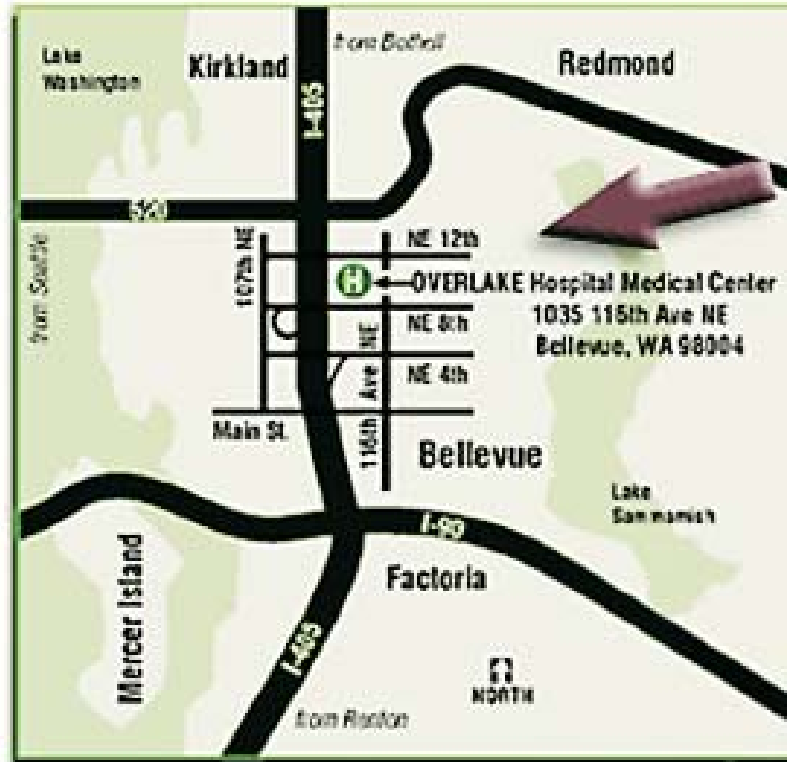 Lake
Washington
Kirkland
from Bothell
Redmond
I-405
520
from Seattle
107th NE
NE 12th
H
OVERLAKE Hospital Medical Center
1035 116th Ave NE
Bellevue, WA 98004
NE 8th
NE 4th
116th Ave NE
Main St.
Bellevue
Lake
Sammamish
I-90
Mercer Island
Factoria
I-405
from Renton
NORTH